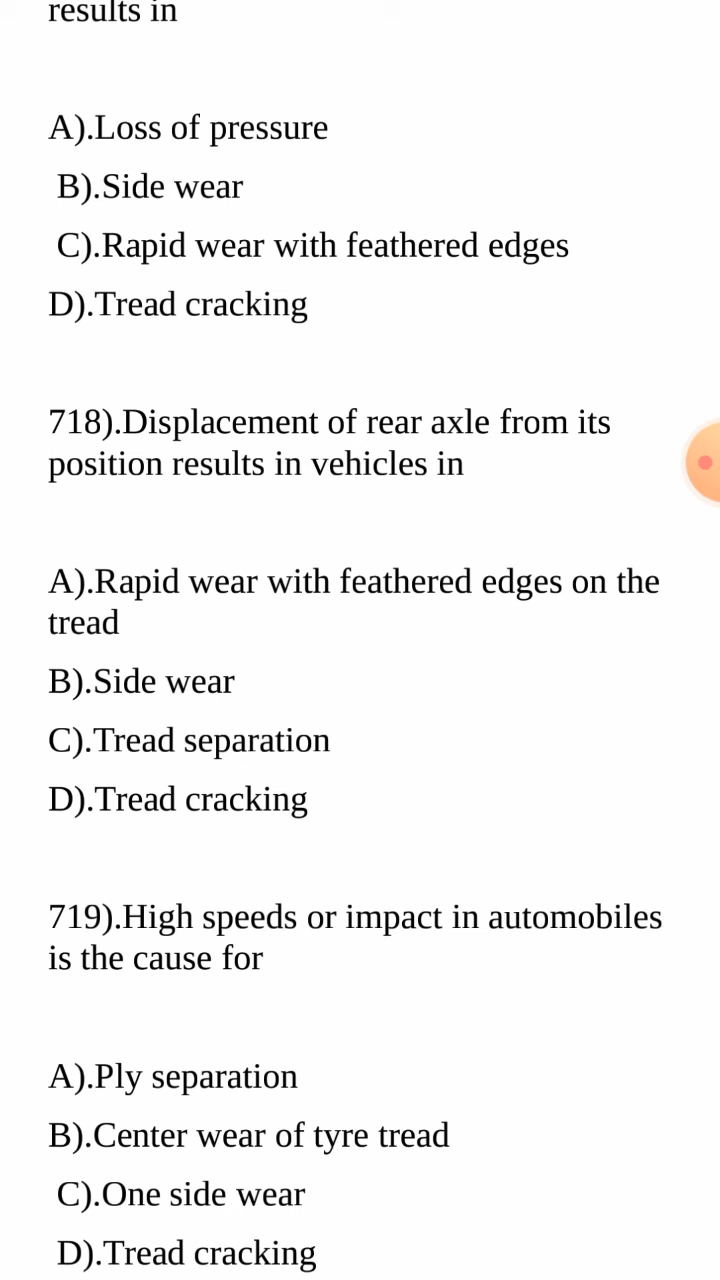 results in
A).Loss of pressure
B).Side wear
C).Rapid wear with feathered edges
D).Tread cracking
718).Displacement of rear axle from its
position results in vehicles in
A).Rapid wear with feathered edges on the
tread
B).Side wear
C).Tread separation
D).Tread cracking
719).High speeds or impact in automobiles
is the cause for
A).Ply separation
B).Center wear of tyre tread
C).One side wear
D).Tread cracking